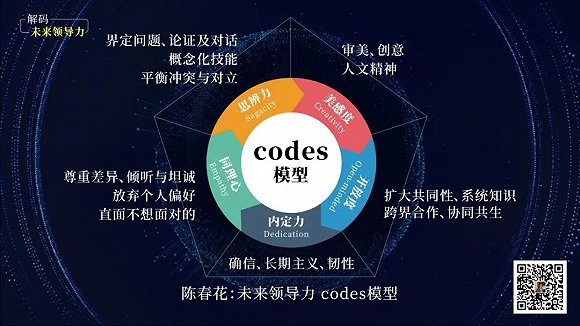 解码
未来领导力
界定问题、论证及对话
概念化技能
平衡冲突与对立
审美、创意
人文精神
思辨力
Sagacity
美感度
Creativity
codes
模型
同理心
Empathy
开放度
Open-minded
内定力
Dedication
尊重差异、倾听与坦诚
放弃个人偏好
直面不想面对的
扩大共同性、系统知识
跨界合作、协同共生
确信、长期主义、韧性
陈春花：未来领导力 codes模型